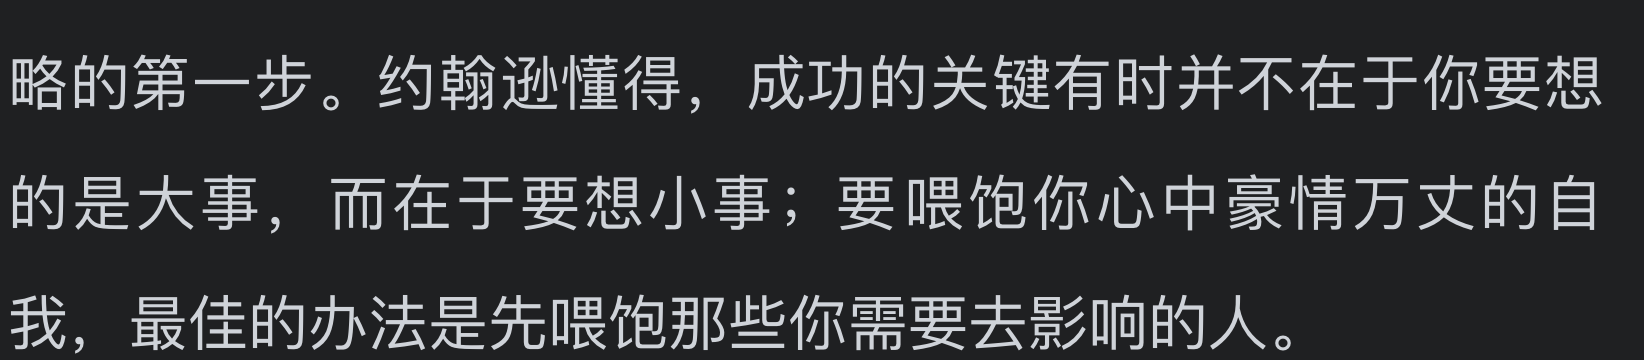 略的第一步。约翰逊懂得，成功的关键有时并不在于你要想
的是大事，而在于要想小事；要喂饱你心中豪情万丈的自
我，最佳的办法是先喂饱那些你需要去影响的人。